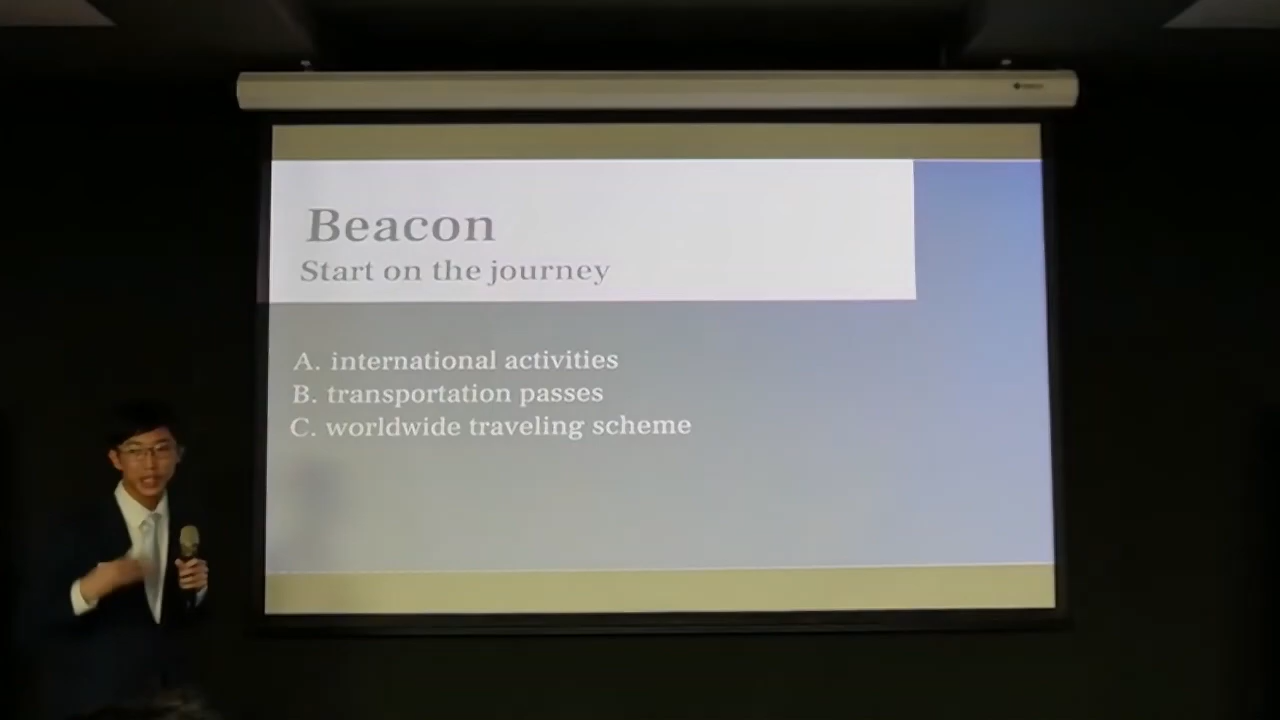 Beacon
Start on the journey
A. international activities
B. transportation passes
C. worldwide traveling scheme